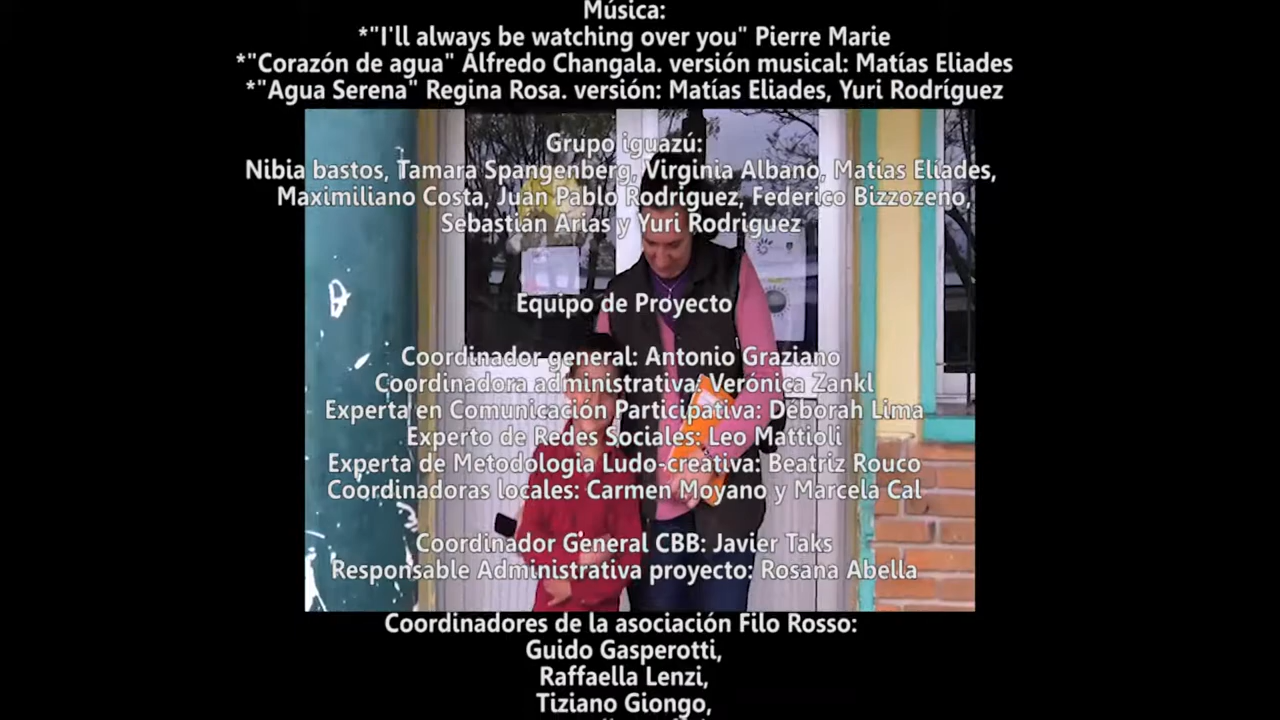 Música:
*"I'll always be watching over you" Pierre Marie
*"Corazón de agua" Alfredo Changala. versión musical: Matías Eliades
*"Agua Serena" Regina Rosa. versión: Matías Eliades, Yuri Rodríguez
Grupo iguazú:
Nibia bastos, Tamara Spangenberg, Virginia Albano, Matías Elíades,
Maximiliano Costa, Juan Pablo Rodriguez, Federico Bizzozeno,
Sebastián Arias y Yuri Rodriguez
Equipo de Proyecto
Coordinador general: Antonio Graziano
Coordinadora administrativa: Verónica Zankl
Experta en Comunicación Participativa: Déborah Lima
Experto de Redes Sociales: Leo Mattioli
Experta de Metodologia Ludo-creativa: Beatriz Rouco
Coordinadoras locales: Carmen Moyano y Marcela Cal
Coordinador General CBB: Javier Taks
Responsable Administrativa proyecto: Rosana Abella
Coordinadores de la asociación Filo Rosso:
Guido Gasperotti,
Raffaella Lenzi,
Tiziano Giongo,